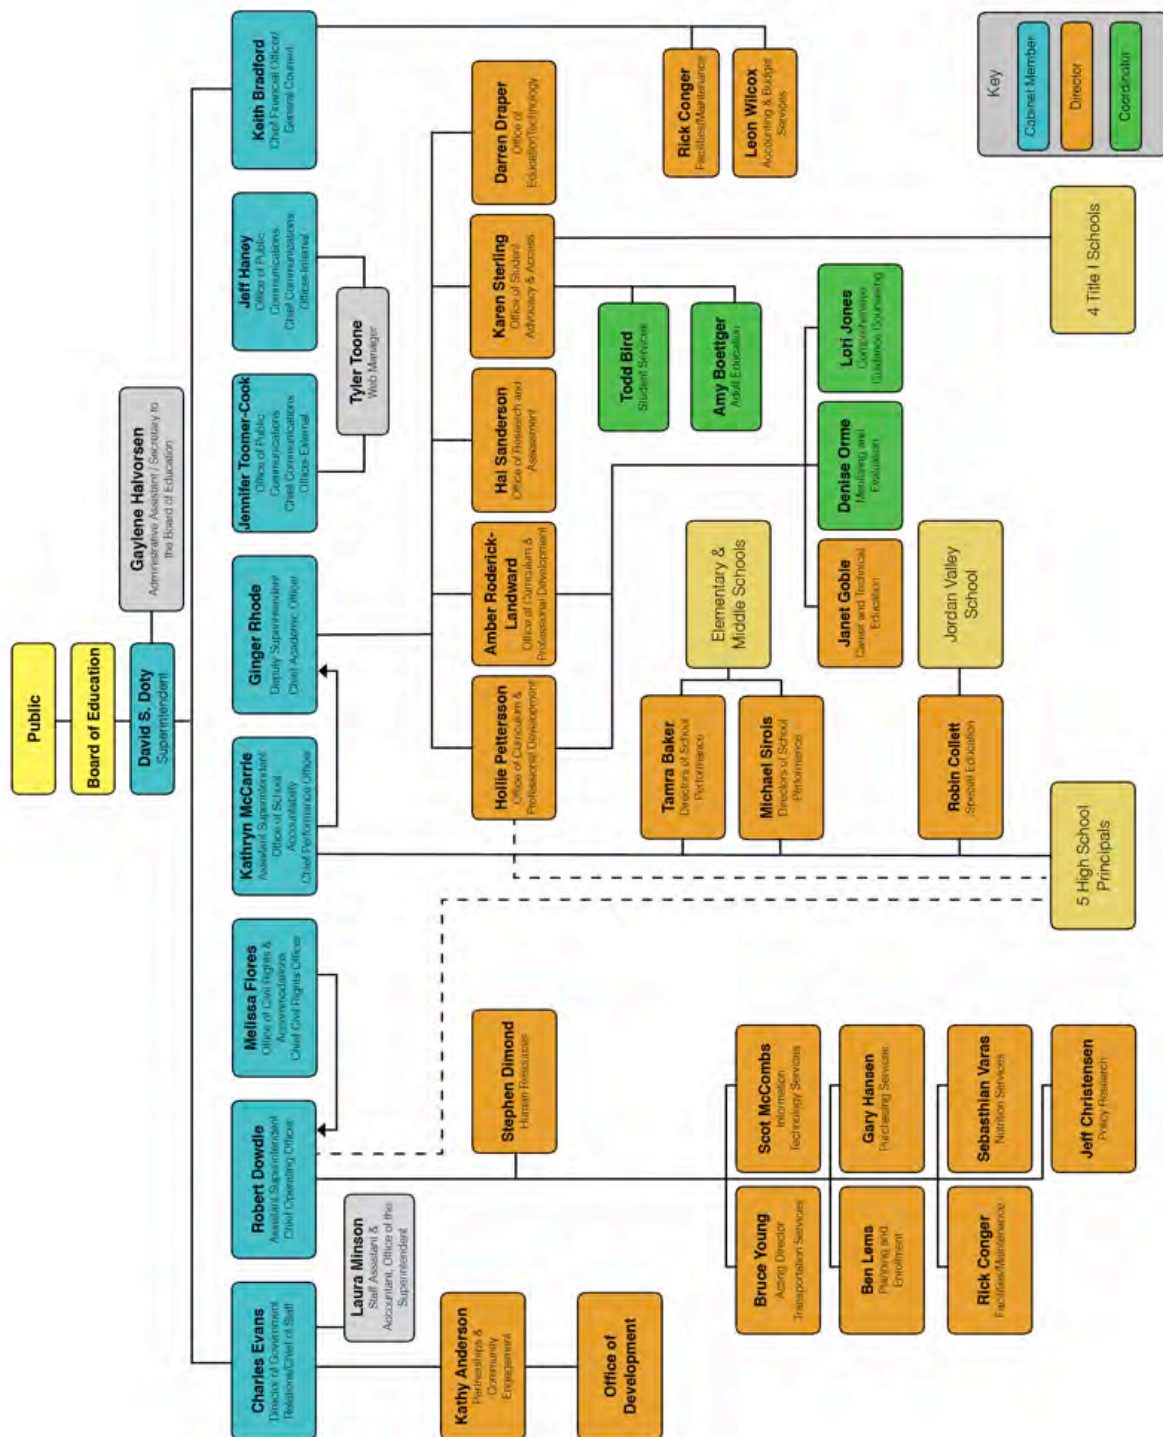 Public
Board of Education
David S. Doty
Superintendent
Gaylene Halvorsen
Administrative Assistant / Secretary to
the Board of Education
Charles Evans
Director of Government
Relations/Chief of Staff
Robert Dowdle
Assistant Superintendent
Chief Operating Officer
Melissa Flores
Office of Civil Rights &
Accommodations
Chief Civil Rights Officer
Kathryn McCarrie
Assistant Superintendent
Office of School
Accountability
Chief Performance Officer
Ginger Rhode
Deputy Superintendent
Chief Academic Officer
Jennifer Toomer-Cook
Office of Public
Communications
Chief Communications
Officer-External
Jeff Haney
Office of Public
Communications
Chief Communications
Officer-Internal
Keith Bradford
Chief Financial Officer/
General Counsel
Laura Minson
Staff Assistant &
Accountant, Office of the
Superintendent
Tyler Toone
Web Manager
Kathy Anderson
Partnerships &
Community
Engagement
Office of
Development
Stephen Dimond
Human Resources
Hollie Pettersson
Office of Curriculum &
Professional Development
Amber Roderick-
Landward
Office of Curriculum &
Professional Development
Hal Sanderson
Office of Research and
Assessment
Karen Sterling
Office of Student
Advocacy & Access
Darren Draper
Office of
EducationTechnology
Rick Conger
Facilities/Maintenance
Leon Wilcox
Accounting & Budget
Services
Todd Bird
Student Services
Amy Boettger
Adult Education
Tamra Baker
Directors of School
Performance
Michael Sirois
Directors of School
Performance
Elementary &
Middle Schools
Bruce Young
Acting Director
Transportation Services
Scot McCombs
Information
Technology Services
Ben Lems
Planning and
Enrollment
Gary Hansen
Purchasing Services
Rick Conger
Facilities/Maintenance
Sebasthian Varas
Nutrition Services
Jeff Christensen
Policy Research
Janet Goble
Career and Technical
Education
Denise Orme
Mentoring and
Evaluation
Lori Jones
Comprehensive
Guidance Counseling
Robin Collett
Special Education
Jordan Valley
School
5 High School
Principals
4 Title I Schools
Key
Cabinet Member
Director
Coordinator